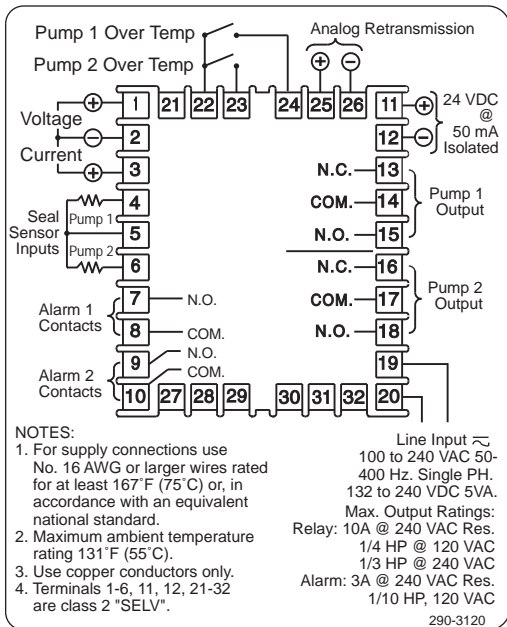 Pump 1 Over Temp
Pump 2 Over Temp
Analog Retransmission
+ −
1 21 22 23 24 25 26 11
Voltage
+
−
Current
+
2
3
Seal
Sensor
Inputs
Pump 1
Pump 2
4
5
6
Alarm 1
Contacts
7 N.O.
8 COM.
Alarm 2
Contacts
9 N.O.
10 COM.
27 28 29 30 31 32 20
+
24 VDC
@
50 mA
Isolated
12 −
N.C. 13
COM. 14
N.O. 15
Pump 1
Output
N.C. 16
COM. 17
N.O. 18
Pump 2
Output
19
NOTES:
1. For supply connections use
No. 16 AWG or larger wires rated
for at least 167˚F (75˚C) or, in
accordance with an equivalent
national standard.
2. Maximum ambient temperature
rating 131˚F (55˚C).
3. Use copper conductors only.
4. Terminals 1-6, 11, 12, 21-32
are class 2 "SELV".
Line Input
100 to 240 VAC 50-
400 Hz. Single PH.
132 to 240 VDC 5VA.
Max. Output Ratings:
Relay: 10A @ 240 VAC Res.
1/4 HP @ 120 VAC
1/3 HP @ 240 VAC
Alarm: 3A @ 240 VAC Res.
1/10 HP, 120 VAC
290-3120